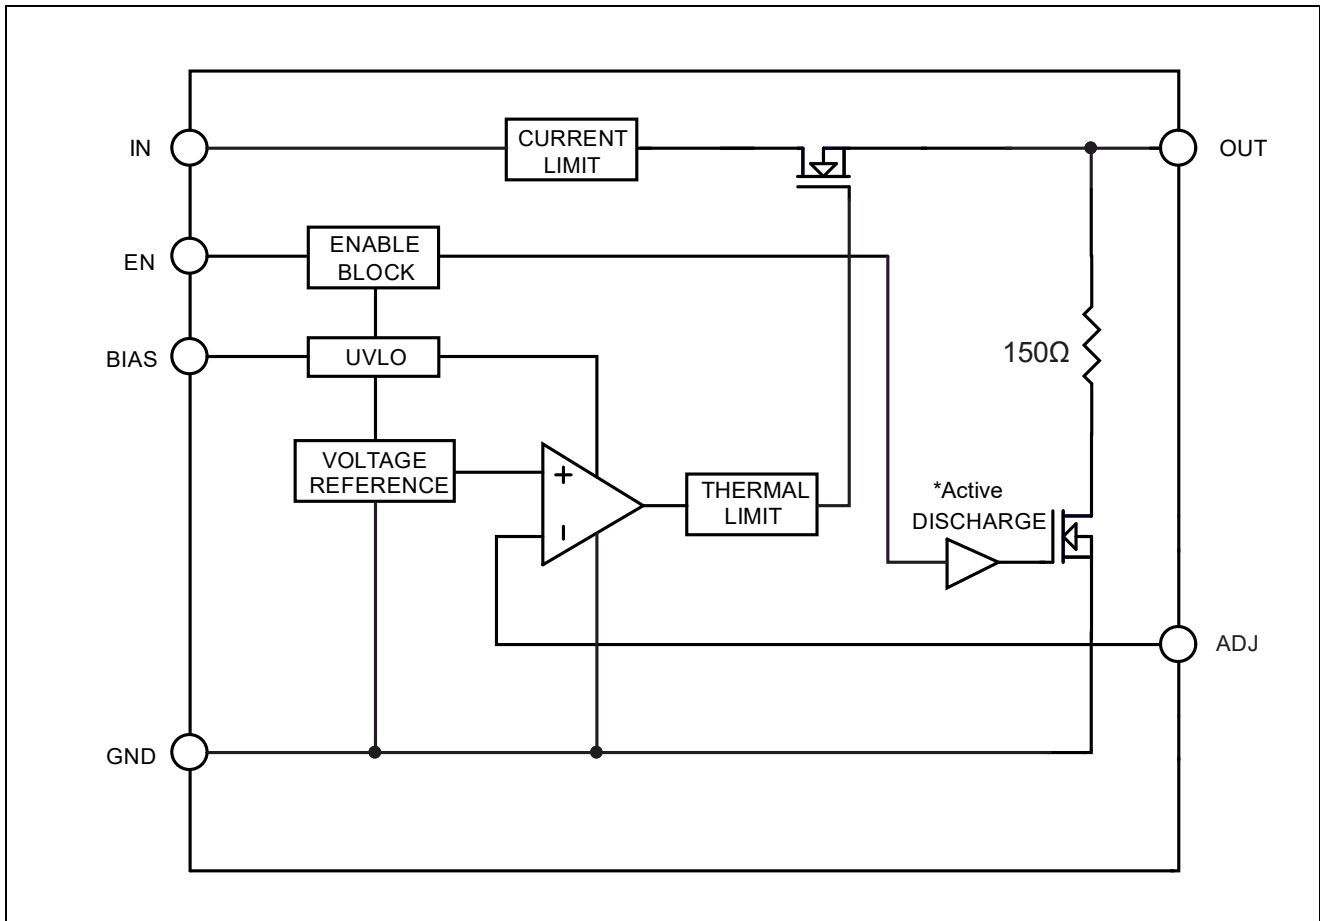 IN
CURRENT
LIMIT
OUT
EN
ENABLE
BLOCK
BIAS
UVLO
150Ω
VOLTAGE
REFERENCE
+
−
THERMAL
LIMIT
*Active
DISCHARGE
ADJ
GND